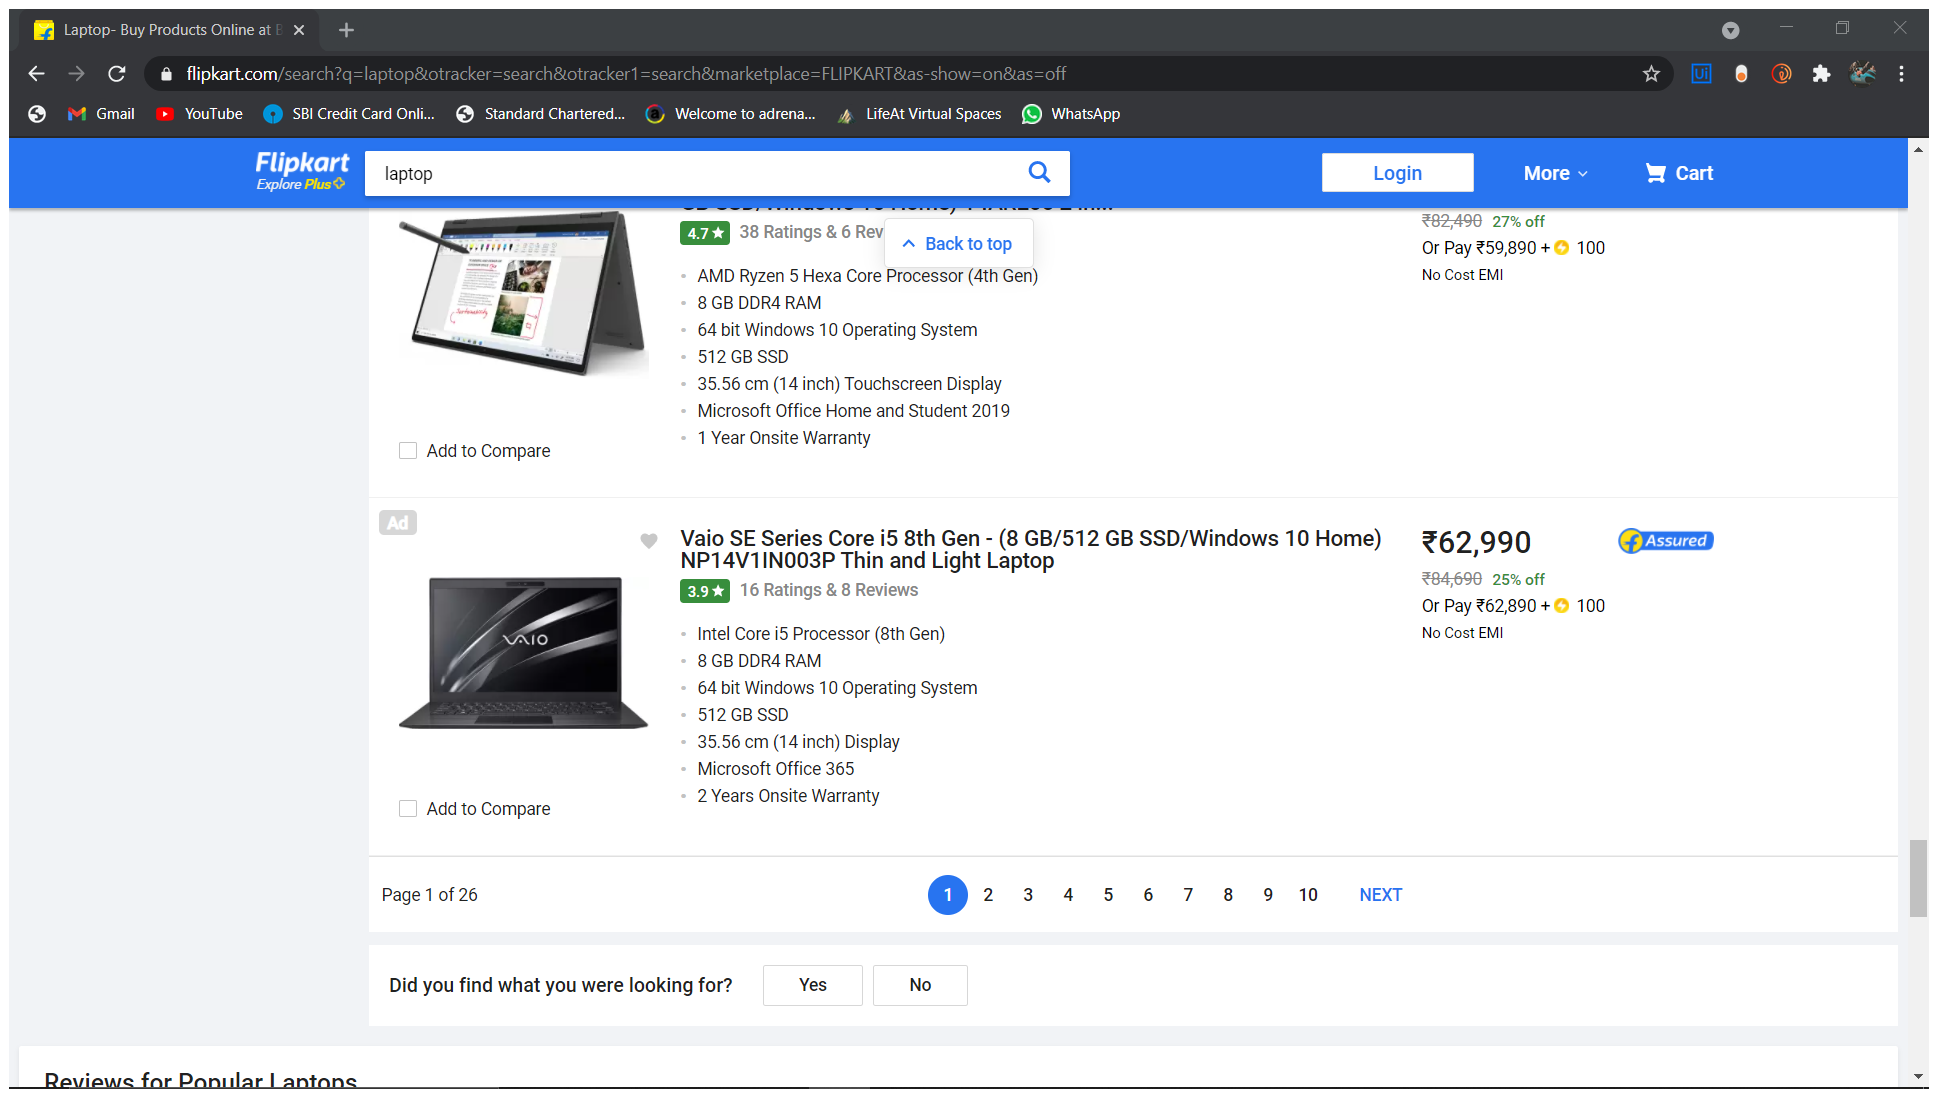 Laptop- Buy Products Online at B
flipkart.com/search?q=laptop&otracker=search&otracker1=search&marketplace=FLIPKART&as-show=on&as=off
Gmail YouTube SBI Credit Card Onli... Standard Chartered... Welcome to adrena... LifeAt Virtual Spaces WhatsApp
Flipkart
Explore Plus
laptop
Login
More
Cart
4.7★ 38 Ratings & 6 Rev
Back to top
AMD Ryzen 5 Hexa Core Processor (4th Gen)
8 GB DDR4 RAM
64 bit Windows 10 Operating System
512 GB SSD
35.56 cm (14 inch) Touchscreen Display
Microsoft Office Home and Student 2019
1 Year Onsite Warranty
₹82,490 27% off
Or Pay ₹59,890 + 100
No Cost EMI
Add to Compare
Ad
Vaio SE Series Core i5 8th Gen - (8 GB/512 GB SSD/Windows 10 Home)
NP14V1IN003P Thin and Light Laptop
3.9★ 16 Ratings & 8 Reviews
Intel Core i5 Processor (8th Gen)
8 GB DDR4 RAM
64 bit Windows 10 Operating System
512 GB SSD
35.56 cm (14 inch) Display
Microsoft Office 365
2 Years Onsite Warranty
₹62,990
Assured
₹84,690 25% off
Or Pay ₹62,890 + 100
No Cost EMI
VAIO
Add to Compare
Page 1 of 26
1 2 3 4 5 6 7 8 9 10 NEXT
Did you find what you were looking for? Yes No
Reviews for Popular Laptops